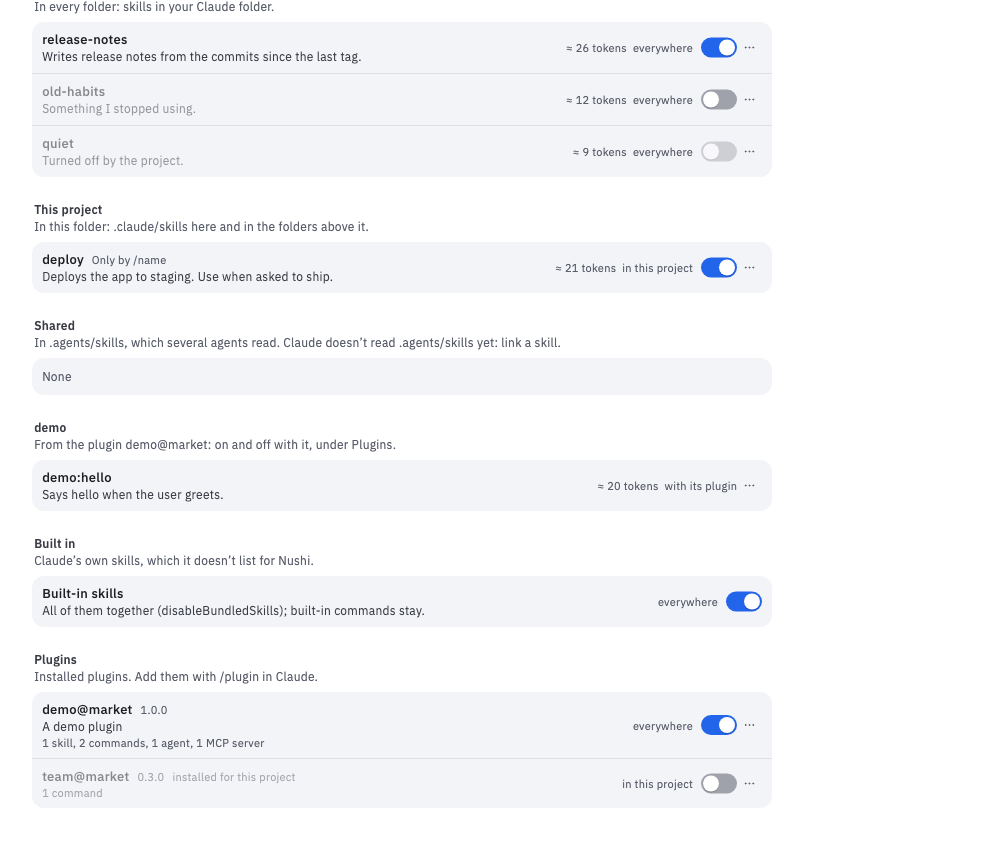 In every folder: skills in your Claude folder.
release-notes
Writes release notes from the commits since the last tag.
≈ 26 tokens everywhere
old-habits
Something I stopped using.
≈ 12 tokens everywhere
quiet
Turned off by the project.
≈ 9 tokens everywhere
This project
In this folder: .claude/skills here and in the folders above it.
deploy Only by /name
Deploys the app to staging. Use when asked to ship.
≈ 21 tokens in this project
Shared
In .agents/skills, which several agents read. Claude doesn’t read .agents/skills yet: link a skill.
None
demo
From the plugin demo@market: on and off with it, under Plugins.
demo:hello
Says hello when the user greets.
≈ 20 tokens with its plugin
Built in
Claude’s own skills, which it doesn’t list for Nushi.
Built-in skills
All of them together (disableBundledSkills); built-in commands stay.
everywhere
Plugins
Installed plugins. Add them with /plugin in Claude.
demo@market 1.0.0
A demo plugin
1 skill, 2 commands, 1 agent, 1 MCP server
everywhere
team@market 0.3.0 installed for this project
1 command
in this project